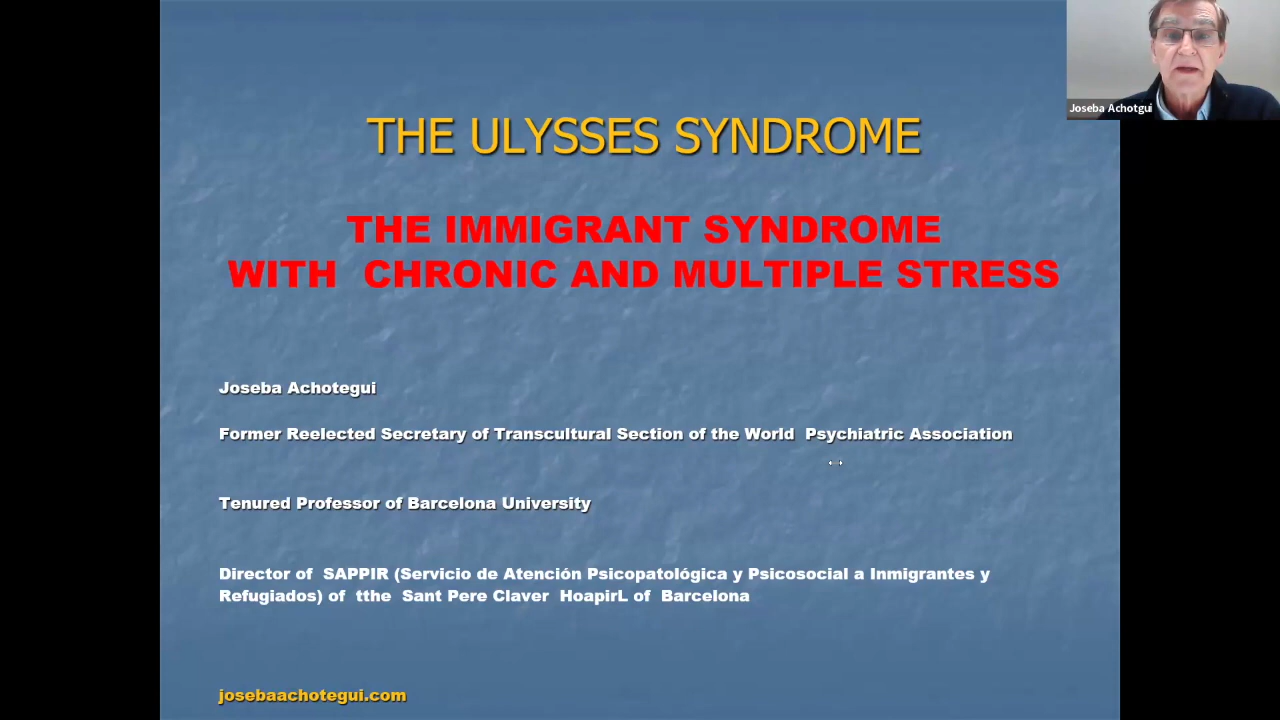 Joseba Achotgui
THE ULYSSES SYNDROME
THE IMMIGRANT SYNDROME
WITH CHRONIC AND MULTIPLE STRESS
Joseba Achotegui
Former Reelected Secretary of Transcultural Section of the World Psychiatric Association
Tenured Professor of Barcelona University
Director of SAPPIR (Servicio de Atención Psicopatológica y Psicosocial a Inmigrantes y
Refugiados) of tthe Sant Pere Claver HoapirL of Barcelona
josebaachotegui.com